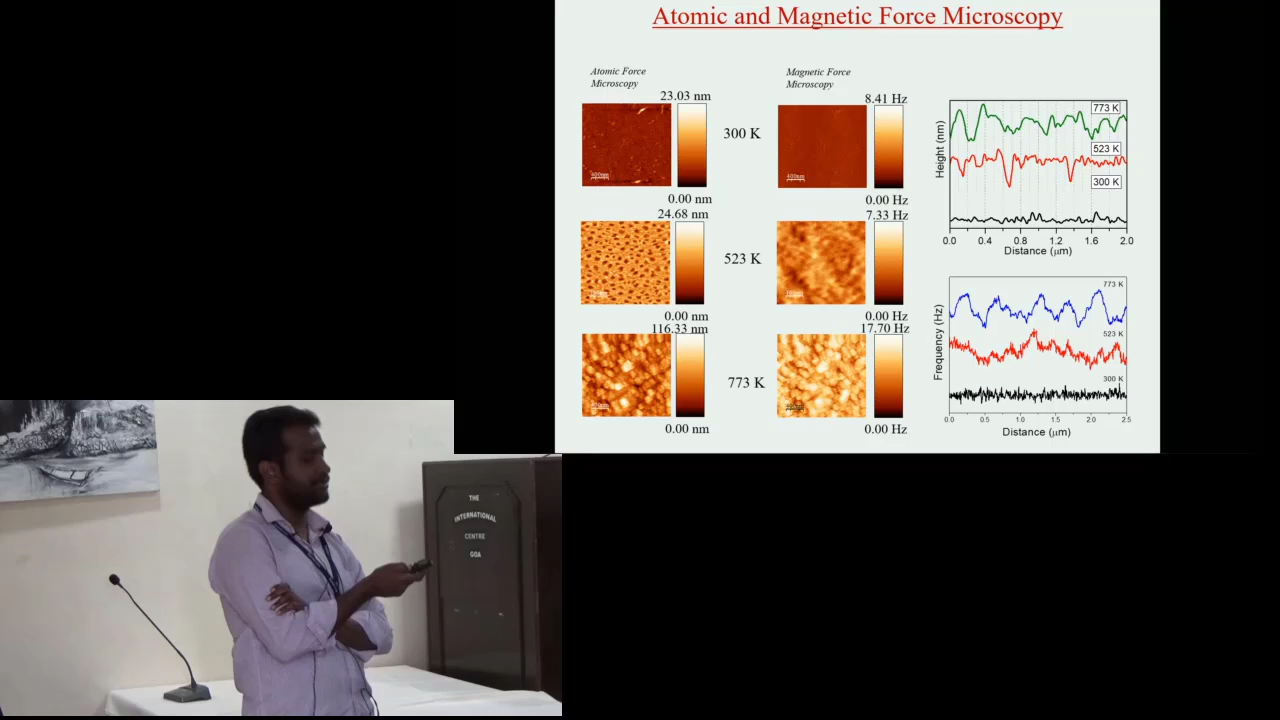 Atomic and Magnetic Force Microscopy
Atomic Force
Microscopy
Magnetic Force
Microscopy
23.03 nm
300 K
8.41 Hz
400nm
400nm
0.00 nm
0.00 Hz
24.68 nm
523 K
7.33 Hz
0.00 nm
0.00 Hz
116.33 nm
773 K
17.70 Hz
0.00 nm
0.00 Hz
Height (nm)
773 K
523 K
300 K
0.0 0.4 0.8 1.2 1.6 2.0
Distance (μm)
Frequency (Hz)
773 K
523 K
300 K
0.0 0.5 1.0 1.5 2.0 2.5
Distance (μm)
THE
INTERNATIONAL
CENTRE
GOA